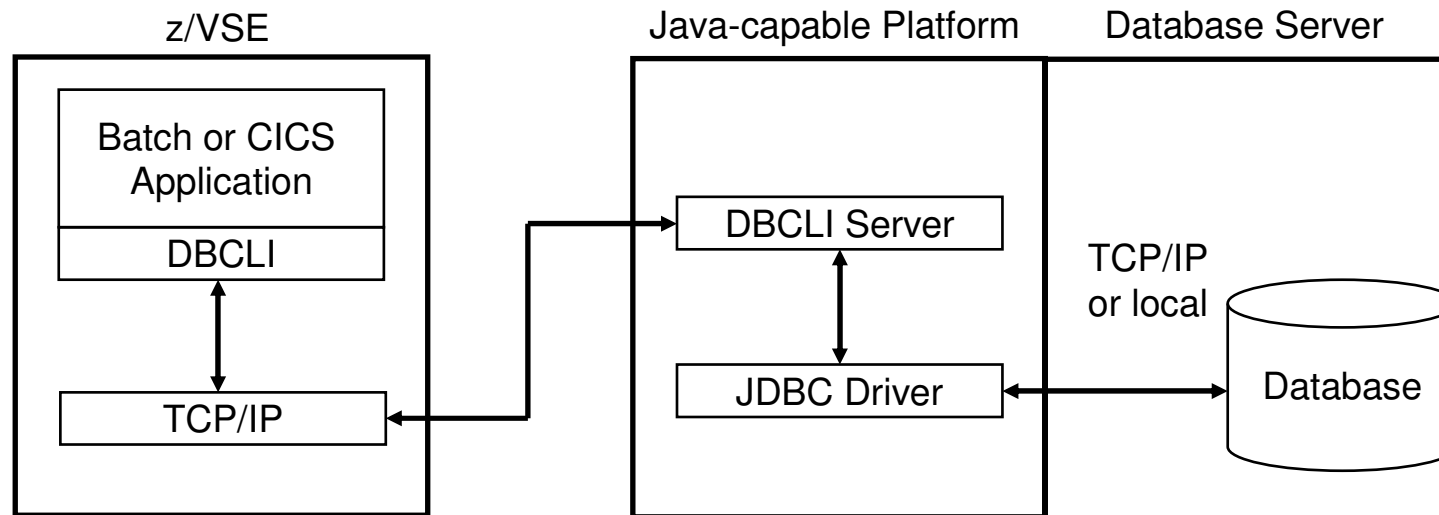 z/VSE
Batch or CICS
Application
DBCLI
TCP/IP
Java-capable Platform
DBCLI Server
JDBC Driver
Database Server
TCP/IP
or local
Database